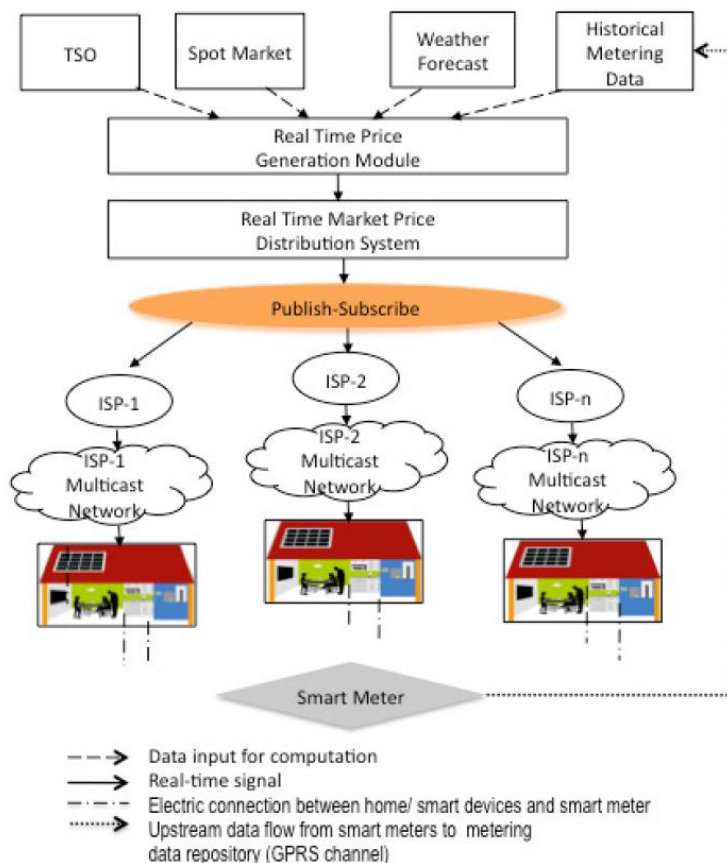 TSO
Spot Market
Weather
Forecast
Historical
Metering
Data
Real Time Price
Generation Module
Real Time Market Price
Distribution System
Publish-Subscribe
ISP-1
ISP-2
ISP-n
ISP-1
Multicast
Network
ISP-2
Multicast
Network
ISP-n
Multicast
Network
Smart Meter
Data input for computation
Real-time signal
Electric connection between home/ smart devices and smart meter
Upstream data flow from smart meters to metering
data repository (GPRS channel)